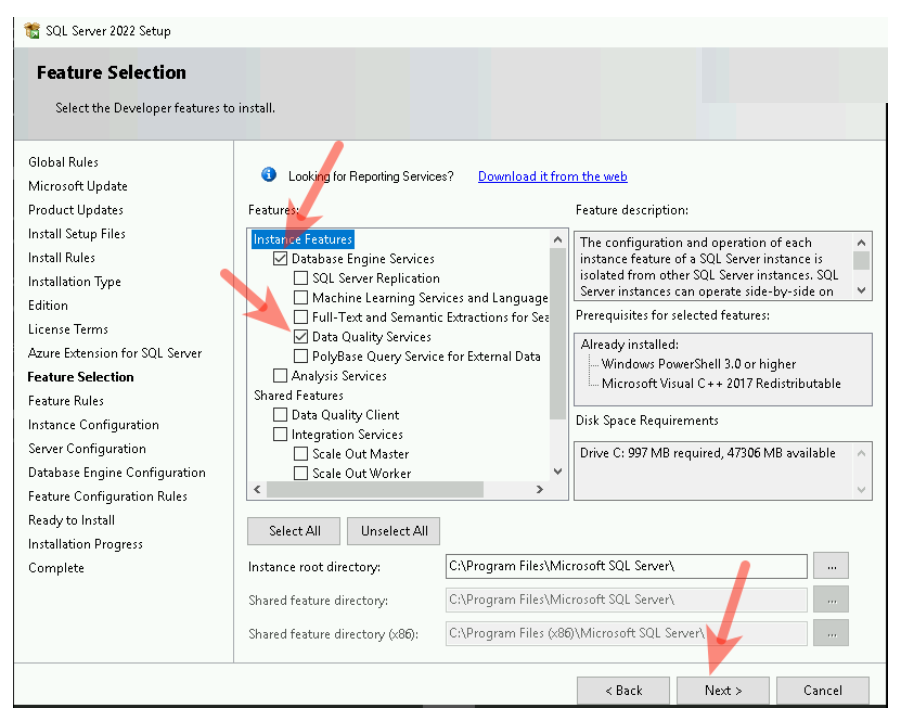 SQL Server 2022 Setup
Feature Selection
Select the Developer features to install.
Global Rules
Microsoft Update
Product Updates
Install Setup Files
Install Rules
Installation Type
Edition
License Terms
Azure Extension for SQL Server
Feature Selection
Feature Rules
Instance Configuration
Server Configuration
Database Engine Configuration
Feature Configuration Rules
Ready to Install
Installation Progress
Complete
Looking for Reporting Services? Download it from the web
Features:
Instance Features
Database Engine Services
SQL Server Replication
Machine Learning Services and Language
Full-Text and Semantic Extractions for Sea
Data Quality Services
PolyBase Query Service for External Data
Analysis Services
Shared Features
Data Quality Client
Integration Services
Scale Out Master
Scale Out Worker
Feature description:
The configuration and operation of each
instance feature of a SQL Server instance is
isolated from other SQL Server instances. SQL
Server instances can operate side-by-side on
Prerequisites for selected features:
Already installed:
Windows PowerShell 3.0 or higher
Microsoft Visual C++ 2017 Redistributable
Disk Space Requirements
Drive C: 997 MB required, 47306 MB available
Select All Unselect All
Instance root directory: C:\Program Files\Microsoft SQL Server\ ...
Shared feature directory: C:\Program Files\Microsoft SQL Server\ ...
Shared feature directory (x86): C:\Program Files (x86)\Microsoft SQL Server\ ...
< Back Next > Cancel